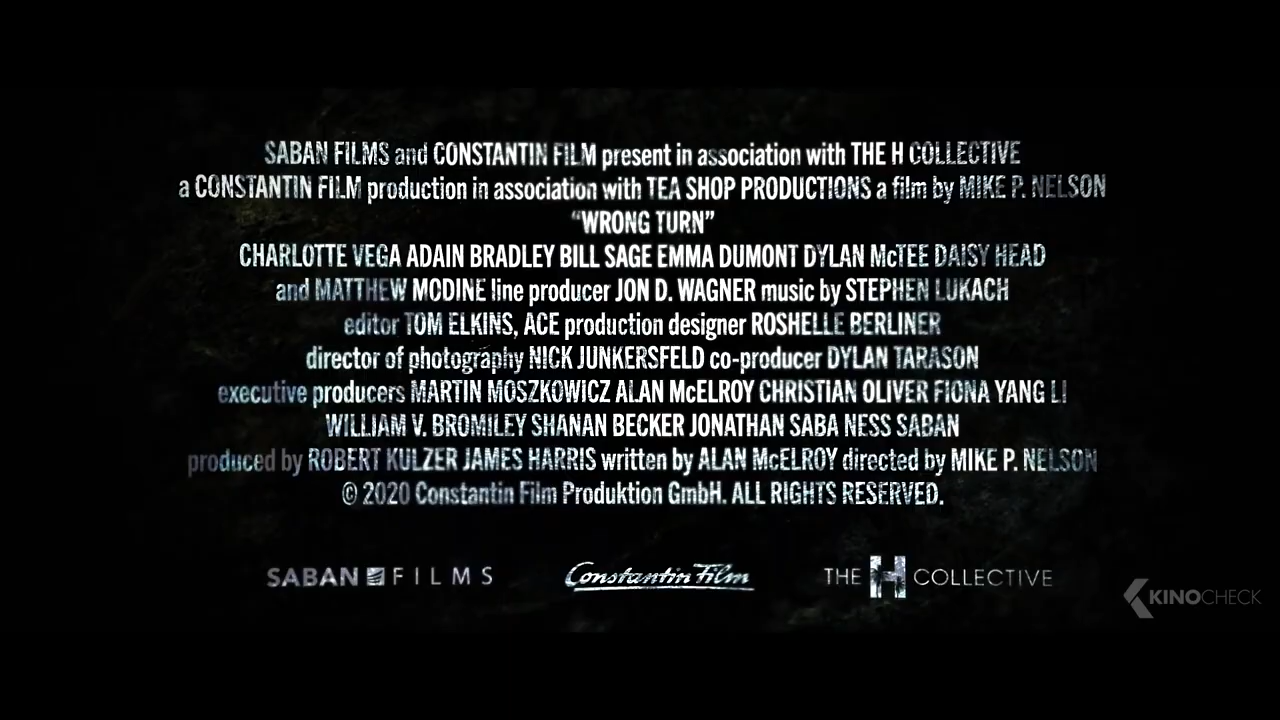 SABAN FILMS and CONSTANTIN FILM present in association with THE H COLLECTIVE
a CONSTANTIN FILM production in association with TEA SHOP PRODUCTIONS a film by MIKE P. NELSON
“WRONG TURN”
CHARLOTTE VEGA ADAIN BRADLEY BILL SAGE EMMA DUMONT DYLAN McTEE DAISY HEAD
and MATTHEW MODINE line producer JON D. WAGNER music by STEPHEN LUKACH
editor TOM ELKINS, ACE production designer ROSHELLE BERLINER
director of photography NICK JUNKERSFELD co-producer DYLAN TARASON
executive producers MARTIN MOSZKOWICZ ALAN McELROY CHRISTIAN OLIVER FIONA YANG LI
WILLIAM V. BROMILEY SHANAN BECKER JONATHAN SABA NESS SABAN
produced by ROBERT KULZER JAMES HARRIS written by ALAN McELROY directed by MIKE P. NELSON
© 2020 Constantin Film Produktion GmbH. ALL RIGHTS RESERVED.
SABAN FILMS Constantin Film THE H COLLECTIVE
KINOCHECK